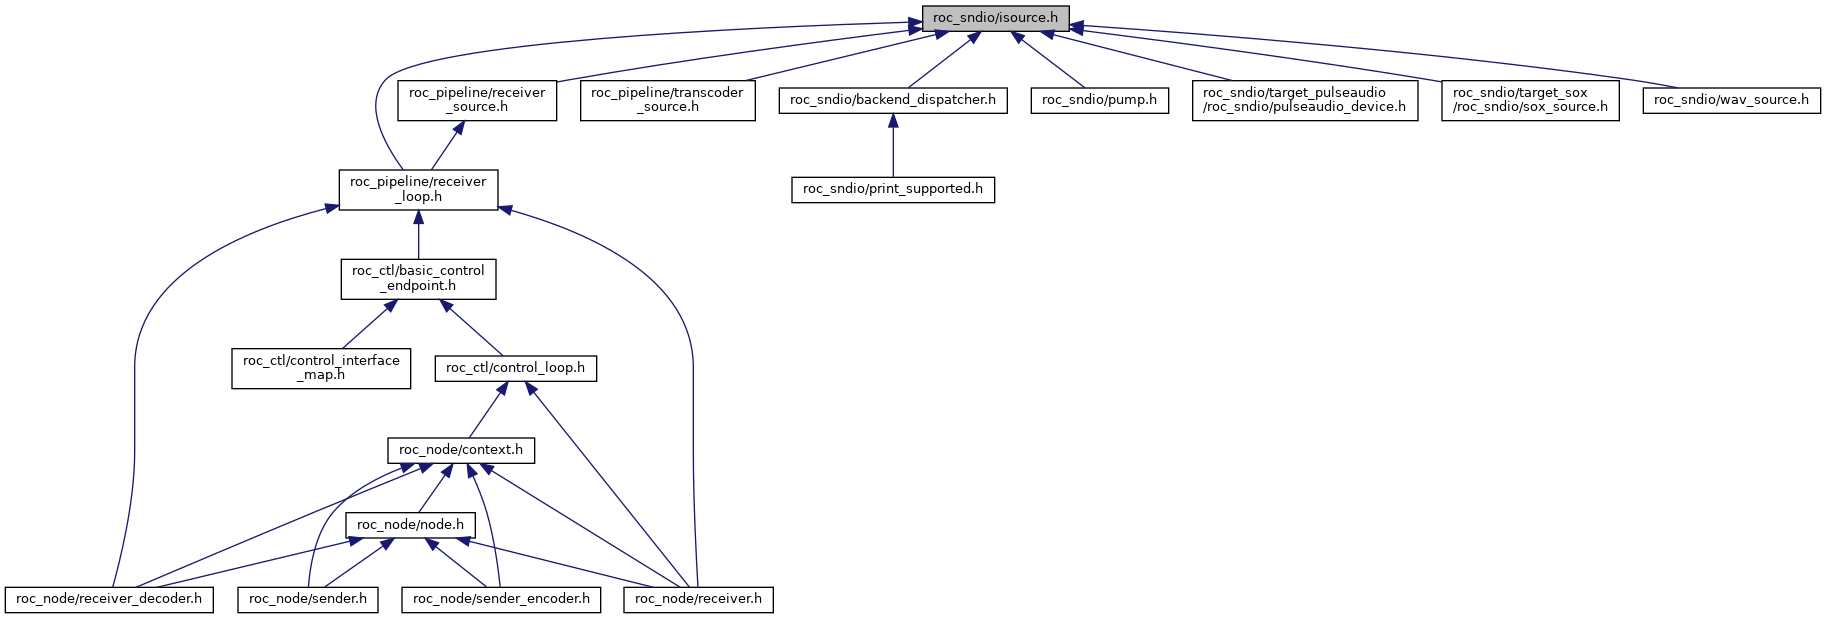 roc_sndio/isource.h
roc_pipeline/receiver
_source.h
roc_pipeline/transcoder
_source.h
roc_sndio/backend_dispatcher.h
roc_sndio/pump.h
roc_sndio/target_pulseaudio
/roc_sndio/pulseaudio_device.h
roc_sndio/target_sox
/roc_sndio/sox_source.h
roc_sndio/wav_source.h
roc_pipeline/receiver
_loop.h
roc_sndio/print_supported.h
roc_ctl/basic_control
_endpoint.h
roc_ctl/control_interface
_map.h
roc_ctl/control_loop.h
roc_node/context.h
roc_node/node.h
roc_node/receiver_decoder.h
roc_node/sender.h
roc_node/sender_encoder.h
roc_node/receiver.h